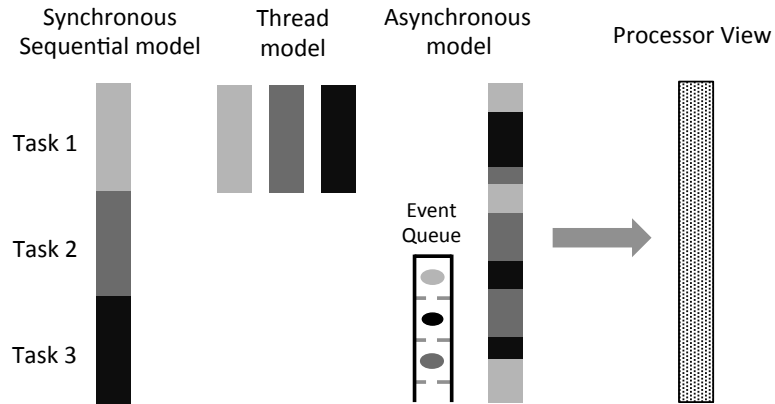 Synchronous
Sequential model
Thread
model
Asynchronous
model
Processor View
Task 1
Task 2
Task 3
Event
Queue